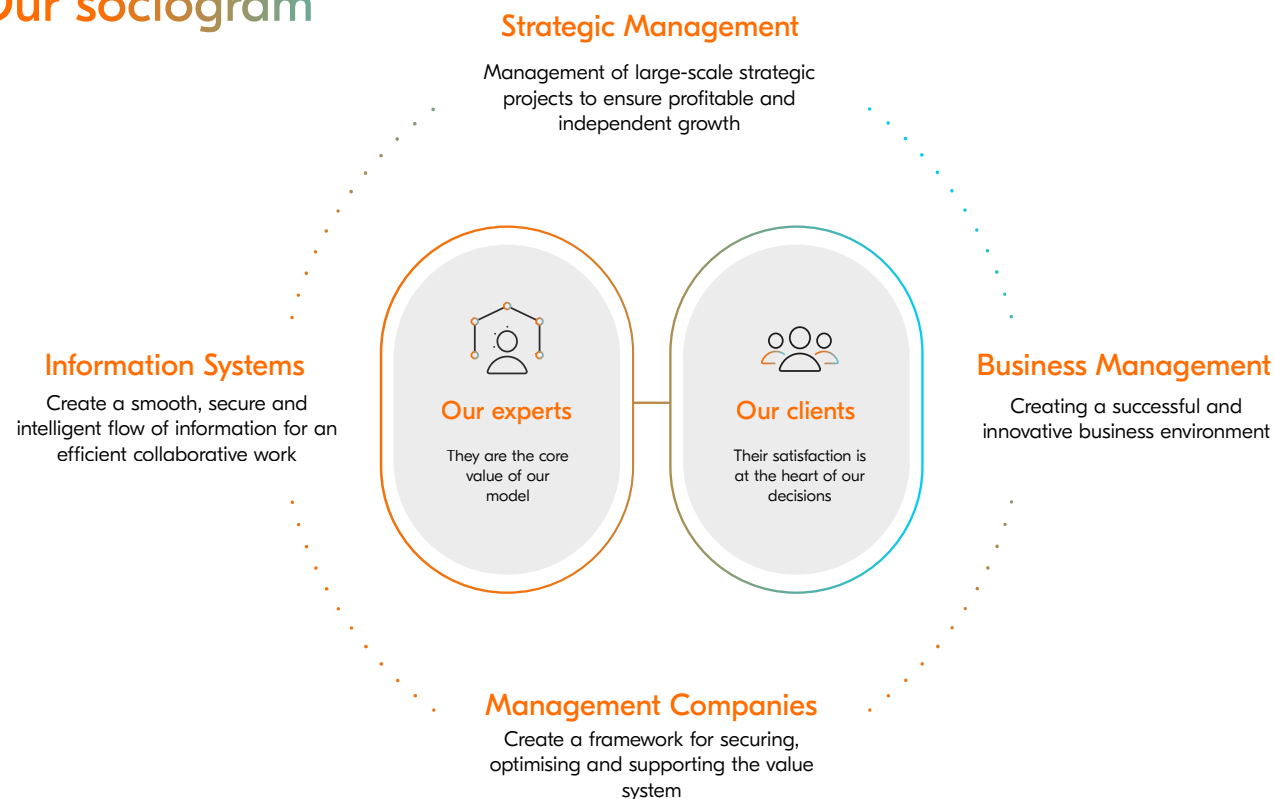 Our sociogram
Strategic Management
Management of large-scale strategic
projects to ensure profitable and
independent growth
Information Systems
Create a smooth, secure and
intelligent flow of information for an
efficient collaborative work
Our experts
They are the core
value of our
model
Our clients
Their satisfaction is
at the heart of our
decisions
Business Management
Creating a successful and
innovative business environment
Management Companies
Create a framework for securing,
optimising and supporting the value
system